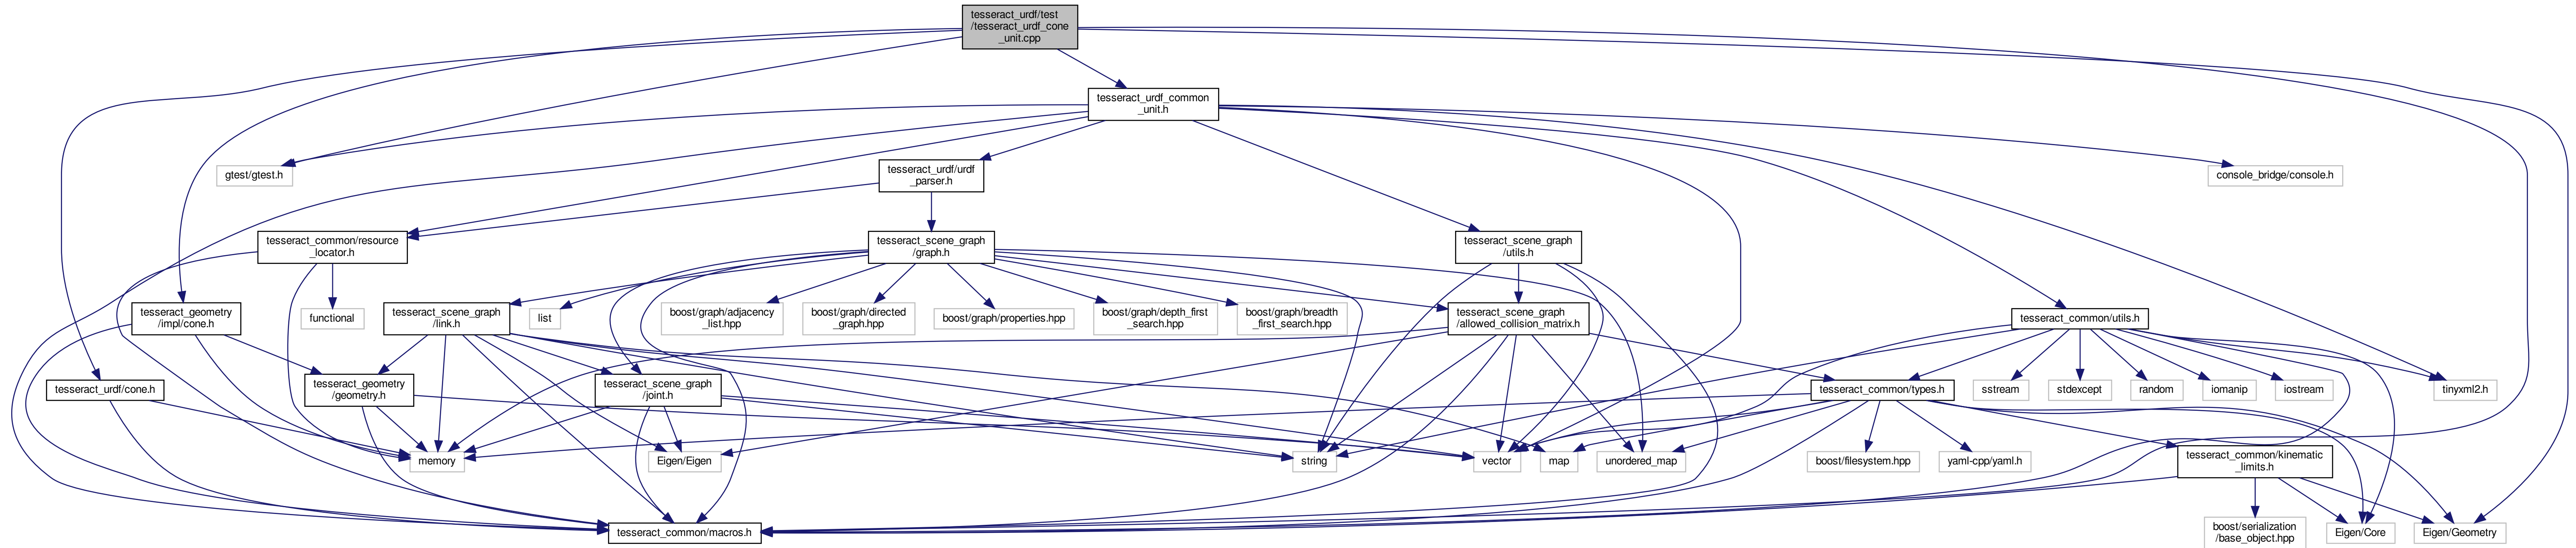 tesseract_urdf/test
/tesseract_urdf_cone
_unit.cpp
tesseract_urdf_common
_unit.h
gtest/gtest.h
tesseract_urdf/urdf
_parser.h
console_bridge/console.h
tesseract_common/resource
_locator.h
tesseract_scene_graph
/graph.h
tesseract_scene_graph
/utils.h
tesseract_geometry
/impl/cone.h
functional
tesseract_scene_graph
/link.h
list
boost/graph/adjacency
_list.hpp
boost/graph/directed
_graph.hpp
boost/graph/properties.hpp
boost/graph/depth_first
_search.hpp
boost/graph/breadth
_first_search.hpp
tesseract_scene_graph
/allowed_collision_matrix.h
tesseract_common/utils.h
tesseract_urdf/cone.h
tesseract_geometry
/geometry.h
tesseract_scene_graph
/joint.h
tesseract_common/types.h
sstream
stdexcept
random
iomanip
iostream
tinyxml2.h
memory
Eigen/Eigen
string
vector
map
unordered_map
boost/filesystem.hpp
yaml-cpp/yaml.h
tesseract_common/kinematic
_limits.h
tesseract_common/macros.h
boost/serialization
/base_object.hpp
Eigen/Core
Eigen/Geometry